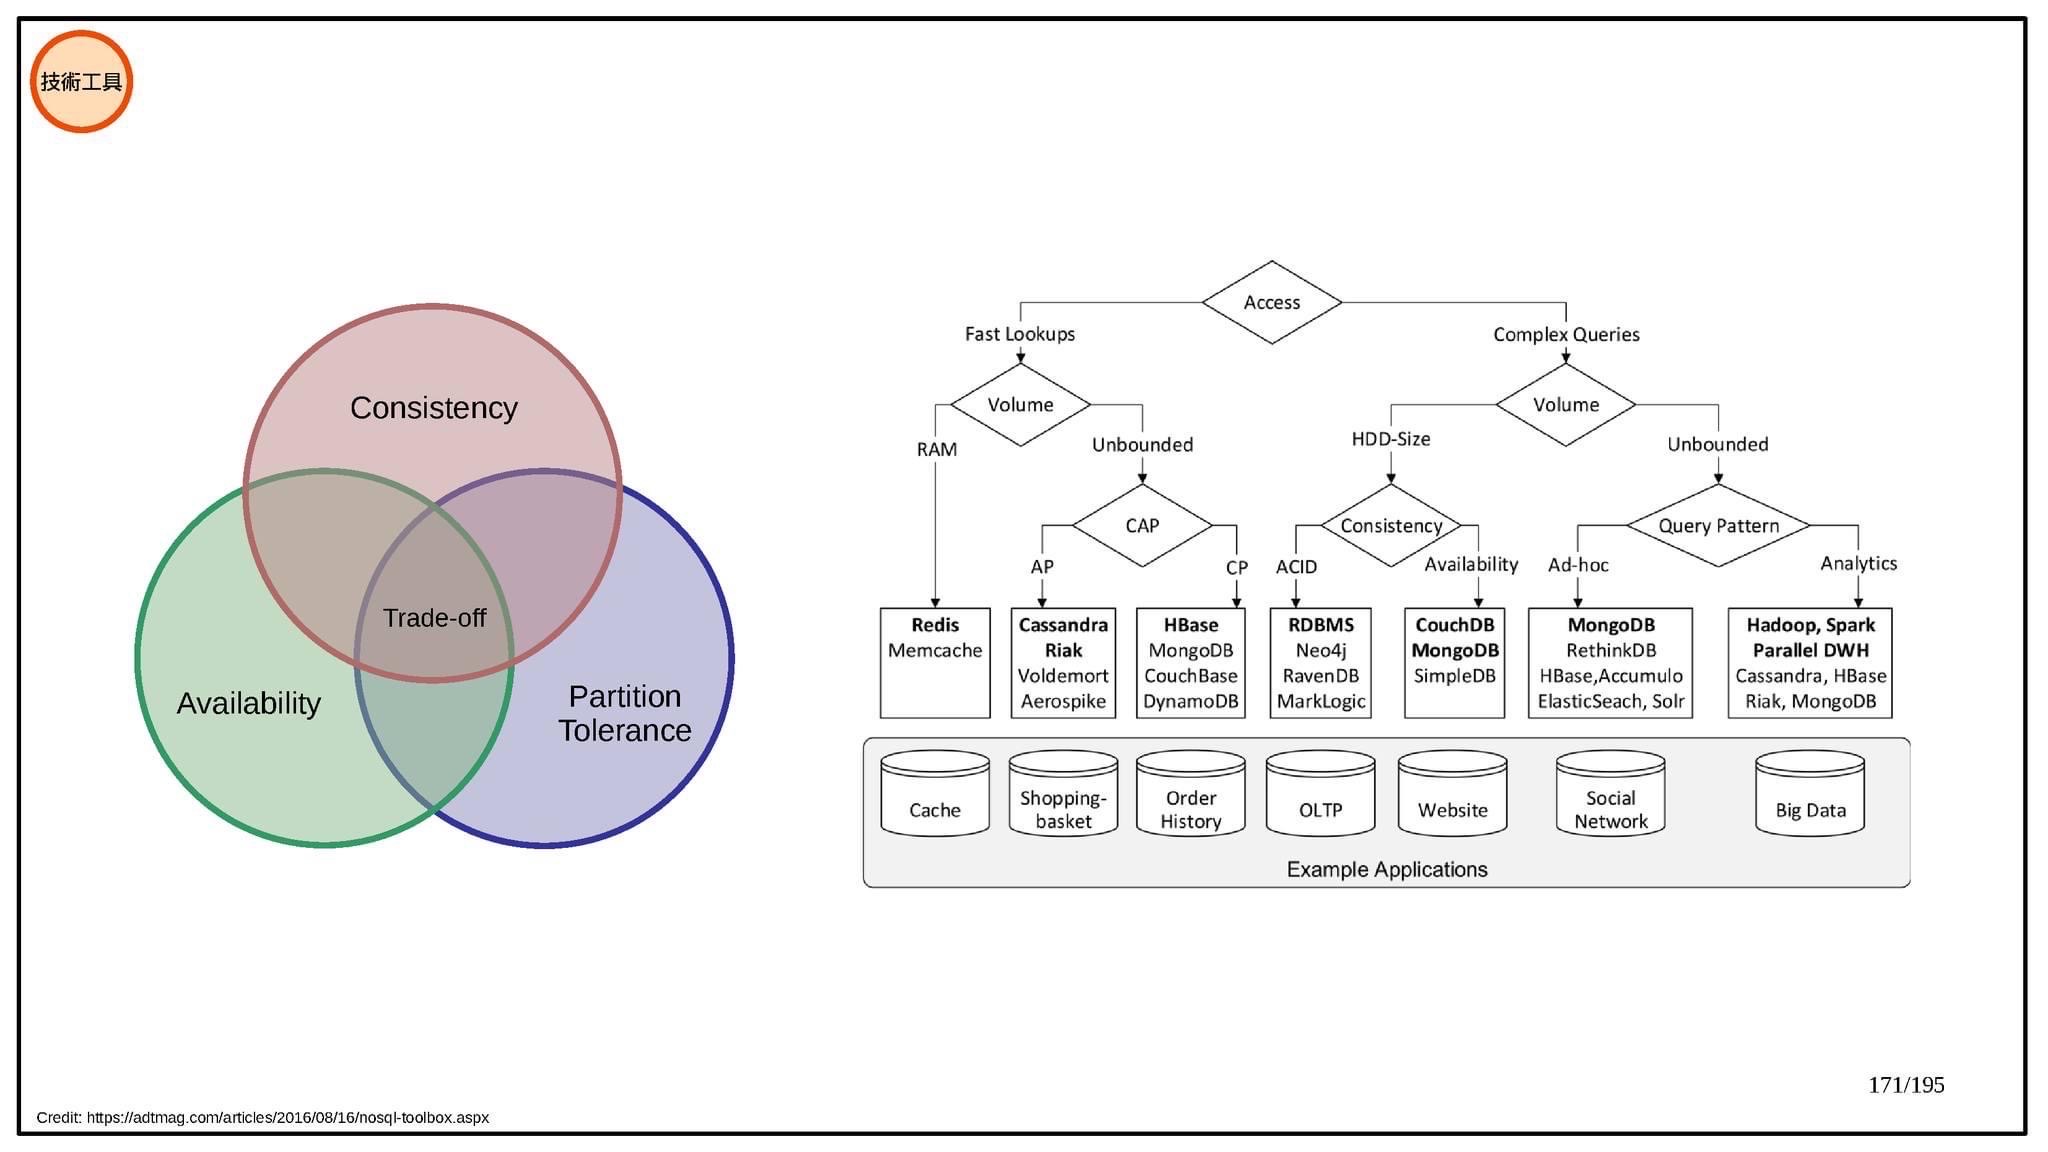 技術工具
Consistency
Trade-off
Availability
Partition
Tolerance
Access
Fast Lookups
Complex Queries
Volume
Volume
RAM
Unbounded
HDD-Size
Unbounded
CAP
Consistency
Query Pattern
AP
CP
ACID
Availability
Ad-hoc
Analytics
Redis
Memcache
Cassandra
Riak
Voldemort
Aerospike
HBase
MongoDB
CouchBase
DynamoDB
RDBMS
Neo4j
RavenDB
MarkLogic
CouchDB
MongoDB
SimpleDB
MongoDB
RethinkDB
HBase,Accumulo
ElasticSeach, Solr
Hadoop, Spark
Parallel DWH
Cassandra, HBase
Riak, MongoDB
Cache
Shopping-
basket
Order
History
OLTP
Website
Social
Network
Big Data
Example Applications
171/195
Credit: https://adtmag.com/articles/2016/08/16/nosql-toolbox.aspx